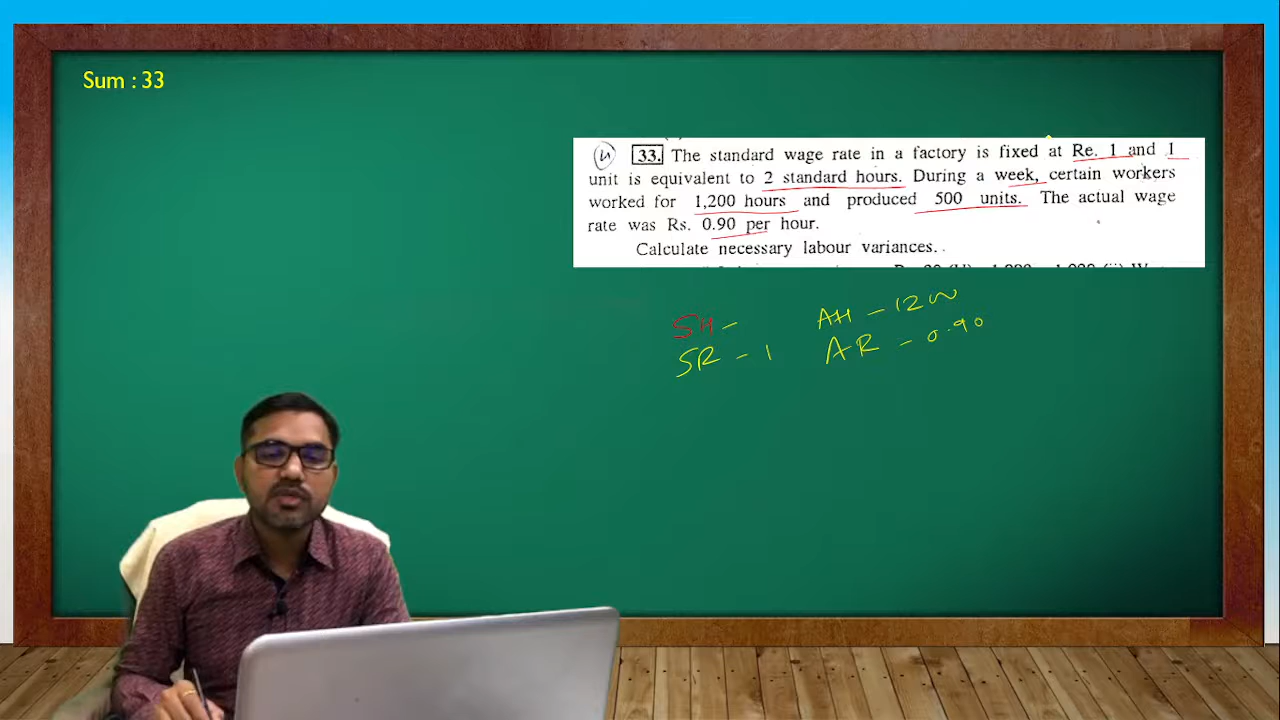 Sum : 33
33. The standard wage rate in a factory is fixed at Re. 1 and 1
unit is equivalent to 2 standard hours. During a week, certain workers
worked for 1,200 hours and produced 500 units. The actual wage
rate was Rs. 0.90 per hour.
Calculate necessary labour variances.
SH –
AH – 1200
SR – 1
AR – 0.90